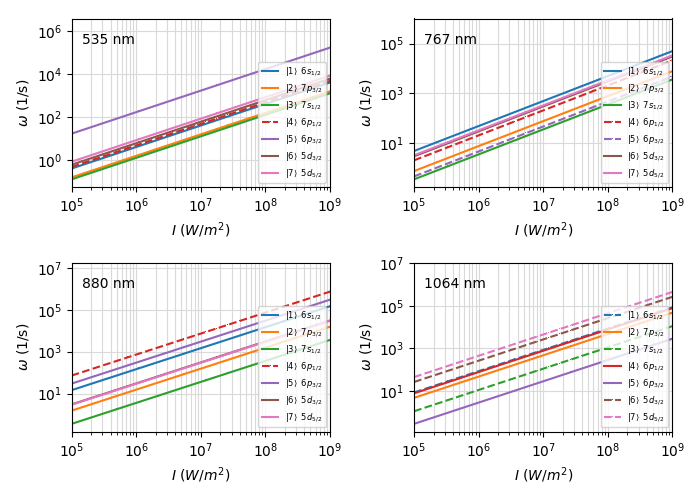 535 nm
ω (1/s)
10⁶
10⁴
10²
10⁰
|1⟩ 6s₁/₂
|2⟩ 7p₃/₂
|3⟩ 7s₁/₂
|4⟩ 6p₁/₂
|5⟩ 6p₃/₂
|6⟩ 5d₃/₂
|7⟩ 5d₅/₂
10⁵ 10⁶ 10⁷ 10⁸ 10⁹
I (W/m²)
767 nm
ω (1/s)
10⁵
10³
10¹
|1⟩ 6s₁/₂
|2⟩ 7p₃/₂
|3⟩ 7s₁/₂
|4⟩ 6p₁/₂
|5⟩ 6p₃/₂
|6⟩ 5d₃/₂
|7⟩ 5d₅/₂
10⁵ 10⁶ 10⁷ 10⁸ 10⁹
I (W/m²)
880 nm
ω (1/s)
10⁷
10⁵
10³
10¹
|1⟩ 6s₁/₂
|2⟩ 7p₃/₂
|3⟩ 7s₁/₂
|4⟩ 6p₁/₂
|5⟩ 6p₃/₂
|6⟩ 5d₃/₂
|7⟩ 5d₅/₂
10⁵ 10⁶ 10⁷ 10⁸ 10⁹
I (W/m²)
1064 nm
ω (1/s)
10⁷
10⁵
10³
10¹
|1⟩ 6s₁/₂
|2⟩ 7p₃/₂
|3⟩ 7s₁/₂
|4⟩ 6p₁/₂
|5⟩ 6p₃/₂
|6⟩ 5d₃/₂
|7⟩ 5d₅/₂
10⁵ 10⁶ 10⁷ 10⁸ 10⁹
I (W/m²)